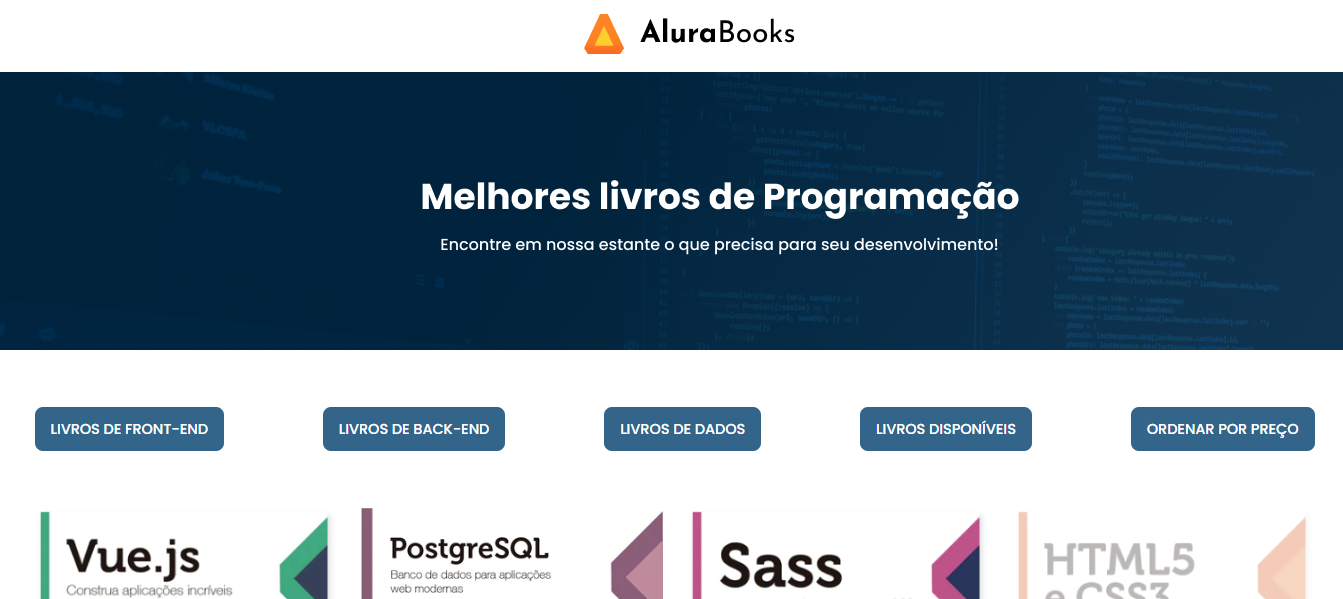 AluraBooks
Melhores livros de Programação
Encontre em nossa estante o que precisa para seu desenvolvimento!
LIVROS DE FRONT-END
LIVROS DE BACK-END
LIVROS DE DADOS
LIVROS DISPONÍVEIS
ORDENAR POR PREÇO
Vue.js
Construa aplicações incríveis
PostgreSQL
Banco de dados para aplicações
web modernas
Sass
HTML5
e CSS3